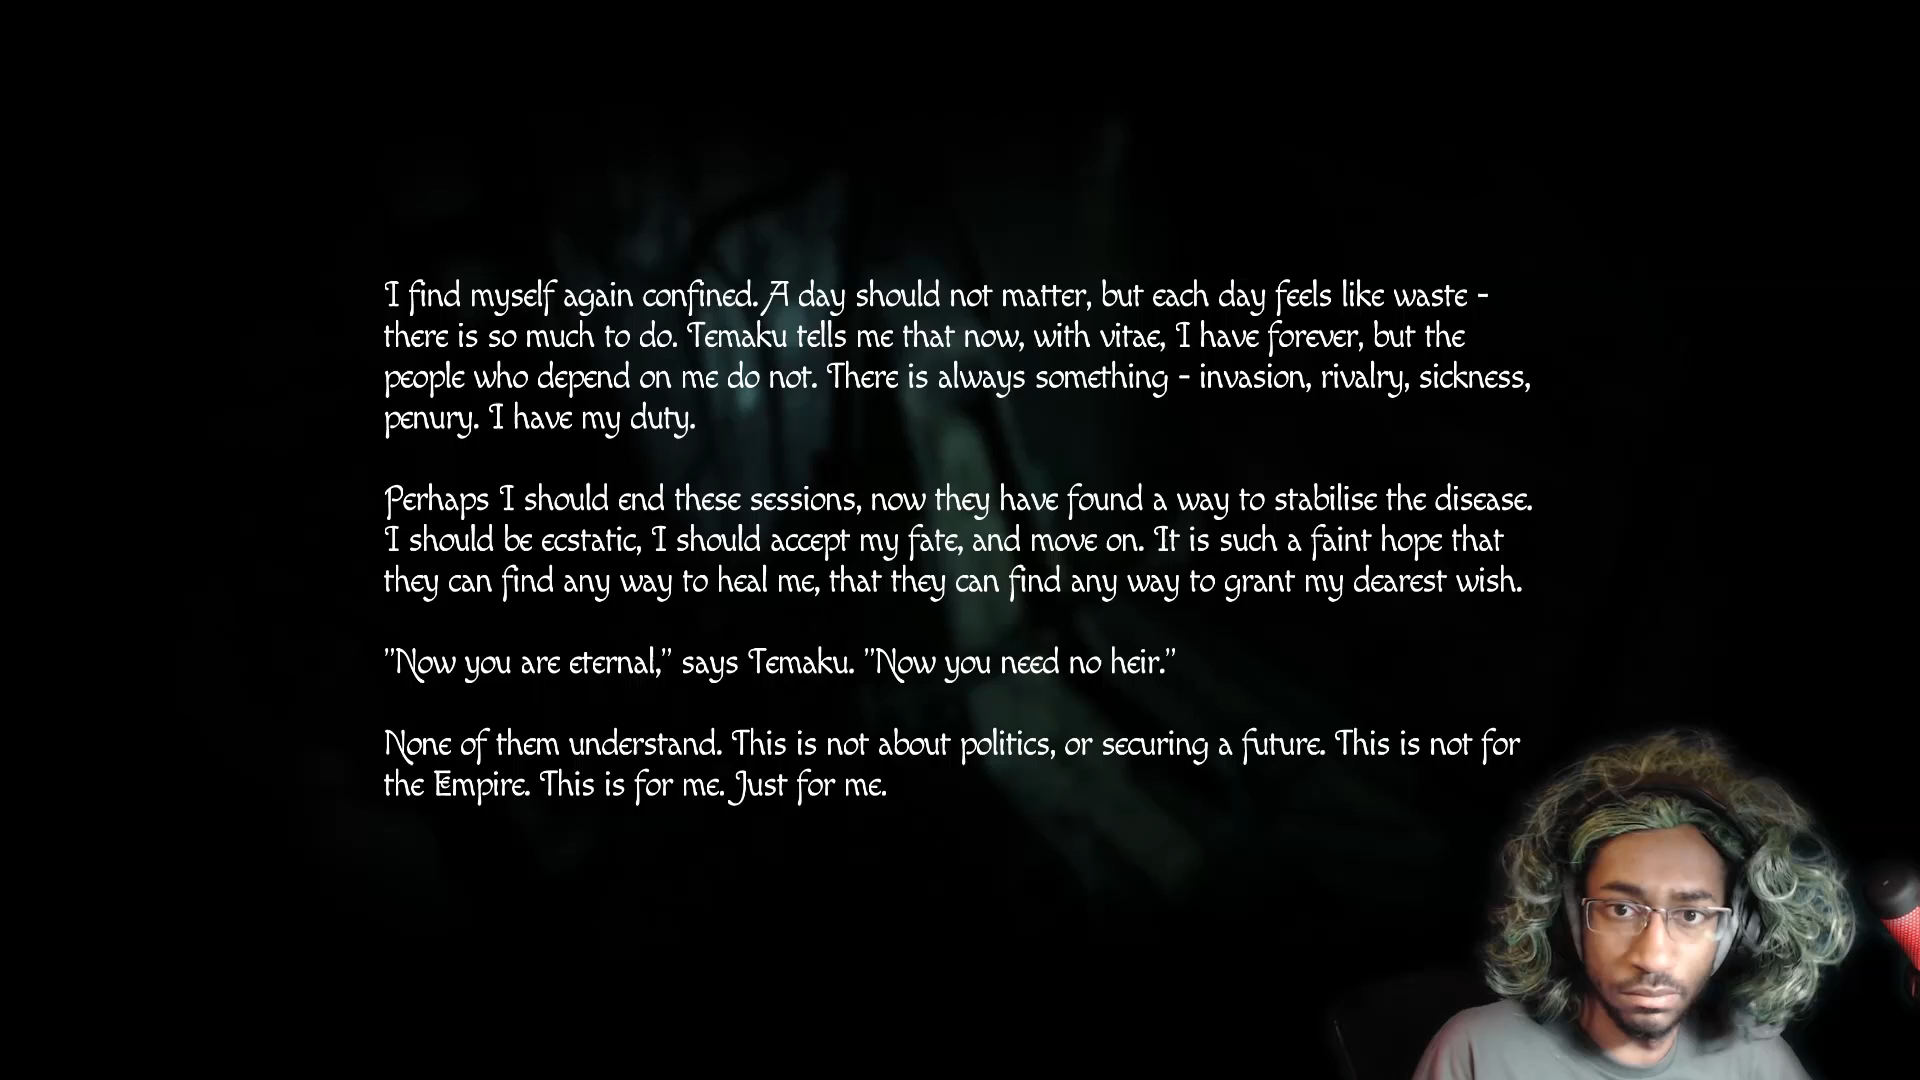 I find myself again confined. A day should not matter, but each day feels like waste -
there is so much to do. Temaku tells me that now, with vitae, I have forever, but the
people who depend on me do not. There is always something - invasion, rivalry, sickness,
penury. I have my duty.
Perhaps I should end these sessions, now they have found a way to stabilise the disease.
I should be ecstatic, I should accept my fate, and move on. It is such a faint hope that
they can find any way to heal me, that they can find any way to grant my dearest wish.
"Now you are eternal," says Temaku. "Now you need no heir."
None of them understand. This is not about politics, or securing a future. This is not for
the Empire. This is for me. Just for me.